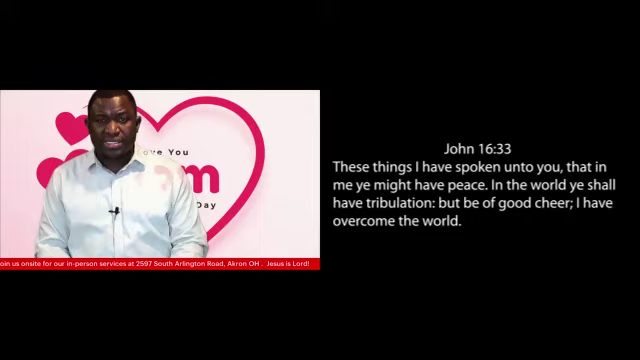 ove You
m
Day
oin us onsite for our in-person services at 2597 South Arlington Road, Akron OH . Jesus is Lord!
John 16:33
These things I have spoken unto you, that in
me ye might have peace. In the world ye shall
have tribulation: but be of good cheer; I have
overcome the world.